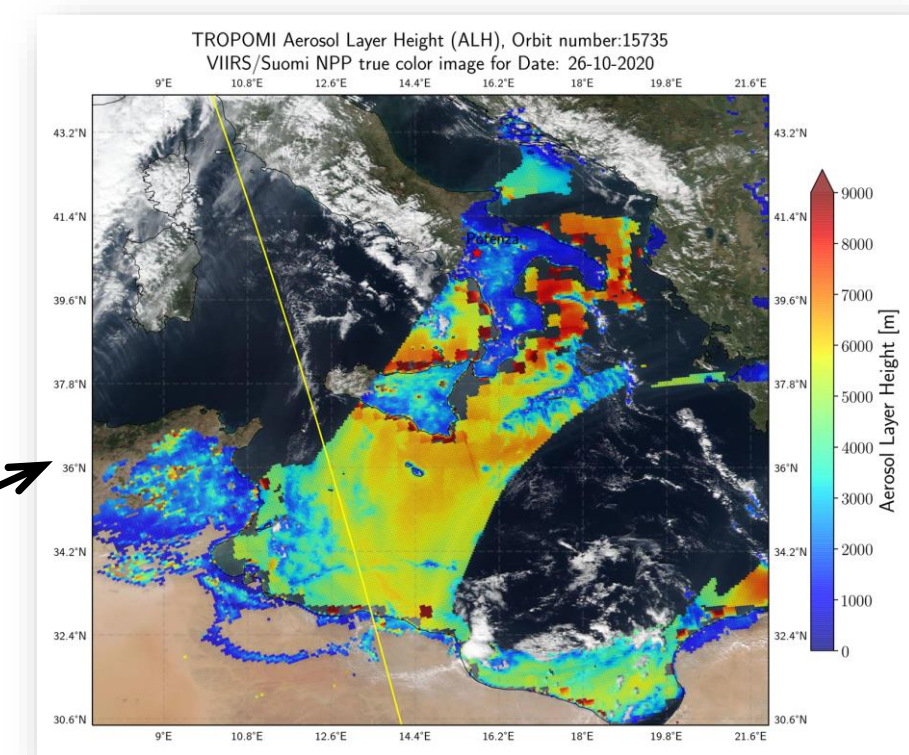 TROPOMI Aerosol Layer Height (ALH), Orbit number:15735
VIIRS/Suomi NPP true color image for Date: 26-10-2020
9°E 10.8°E 12.6°E 14.4°E 16.2°E 18°E 19.8°E 21.6°E
43.2°N 43.2°N
41.4°N 41.4°N
Potenza
39.6°N 39.6°N
37.8°N 37.8°N
36°N 36°N
34.2°N 34.2°N
32.4°N 32.4°N
30.6°N 30.6°N
9°E 10.8°E 12.6°E 14.4°E 16.2°E 18°E 19.8°E 21.6°E
9000
8000
7000
6000
5000
4000
3000
2000
1000
0
Aerosol Layer Height [m]